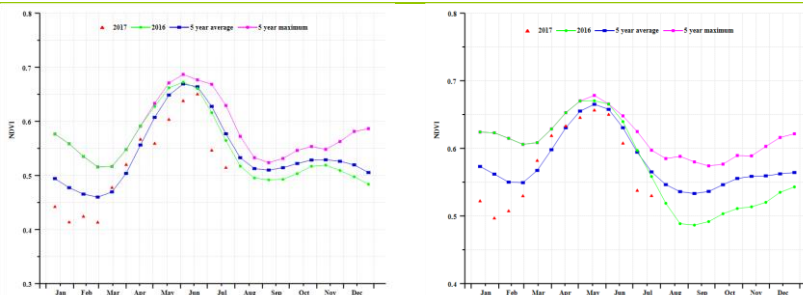 0.8
2017 2016 5 year average 5 year maximum
0.7
0.6
NDVI
0.5
0.4
0.3
Jan Feb Mar Apr May Jun Jul Aug Sep Oct Nov Dec
0.8
2017 2016 5 year average 5 year maximum
0.7
NDVI
0.6
0.5
0.4
Jan Feb Mar Apr May Jun Jul Aug Sep Oct Nov Dec